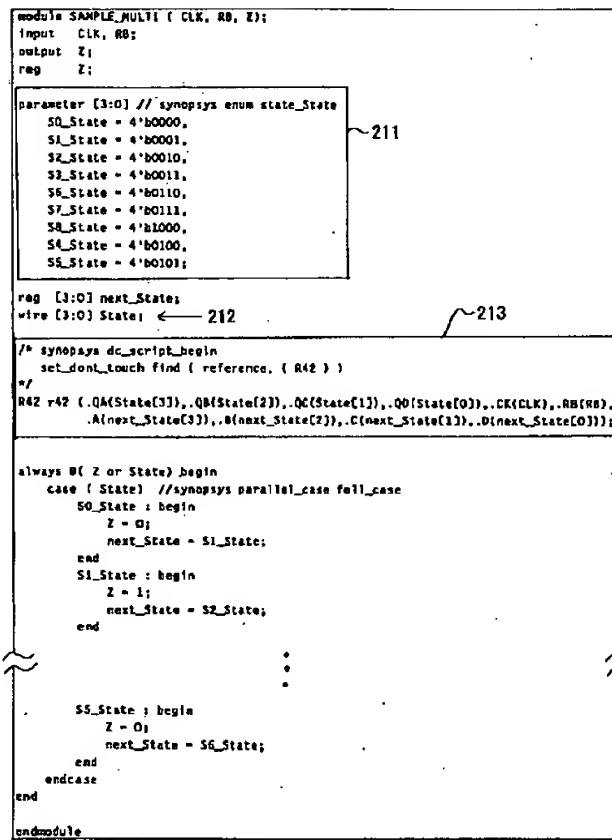 module SAMPLE_MULTI ( CLK, RB, Z);
input CLK, RB;
output Z;
reg Z;
parameter [3:0] // synopsys enum state_State
S0_State = 4'b0000,
S1_State = 4'b0001,
S2_State = 4'b0010,
S3_State = 4'b0011,
S6_State = 4'b0110,
S7_State = 4'b0111,
S8_State = 4'b1000,
S4_State = 4'b0100,
S5_State = 4'b0101;
211
reg [3:0] next_State;
wire [3:0] State; ← 212
213
/* synopsys dc_script_begin
set_dont_touch find ( reference, { R42 } )
*/
R42 r42 (.QA(State[3]),.QB(State[2]),.QC(State[1]),.QD(State[0]),.CK(CLK),.RB(RB),
.A(next_State[3]),.B(next_State[2]),.C(next_State[1]),.D(next_State[0]));
always @( Z or State) begin
case ( State) //synopsys parallel_case full_case
S0_State : begin
Z = 0;
next_State = S1_State;
end
S1_State : begin
Z = 1;
next_State = S2_State;
end
S5_State : begin
Z = 0;
next_State = S6_State;
end
endcase
end
endmodule